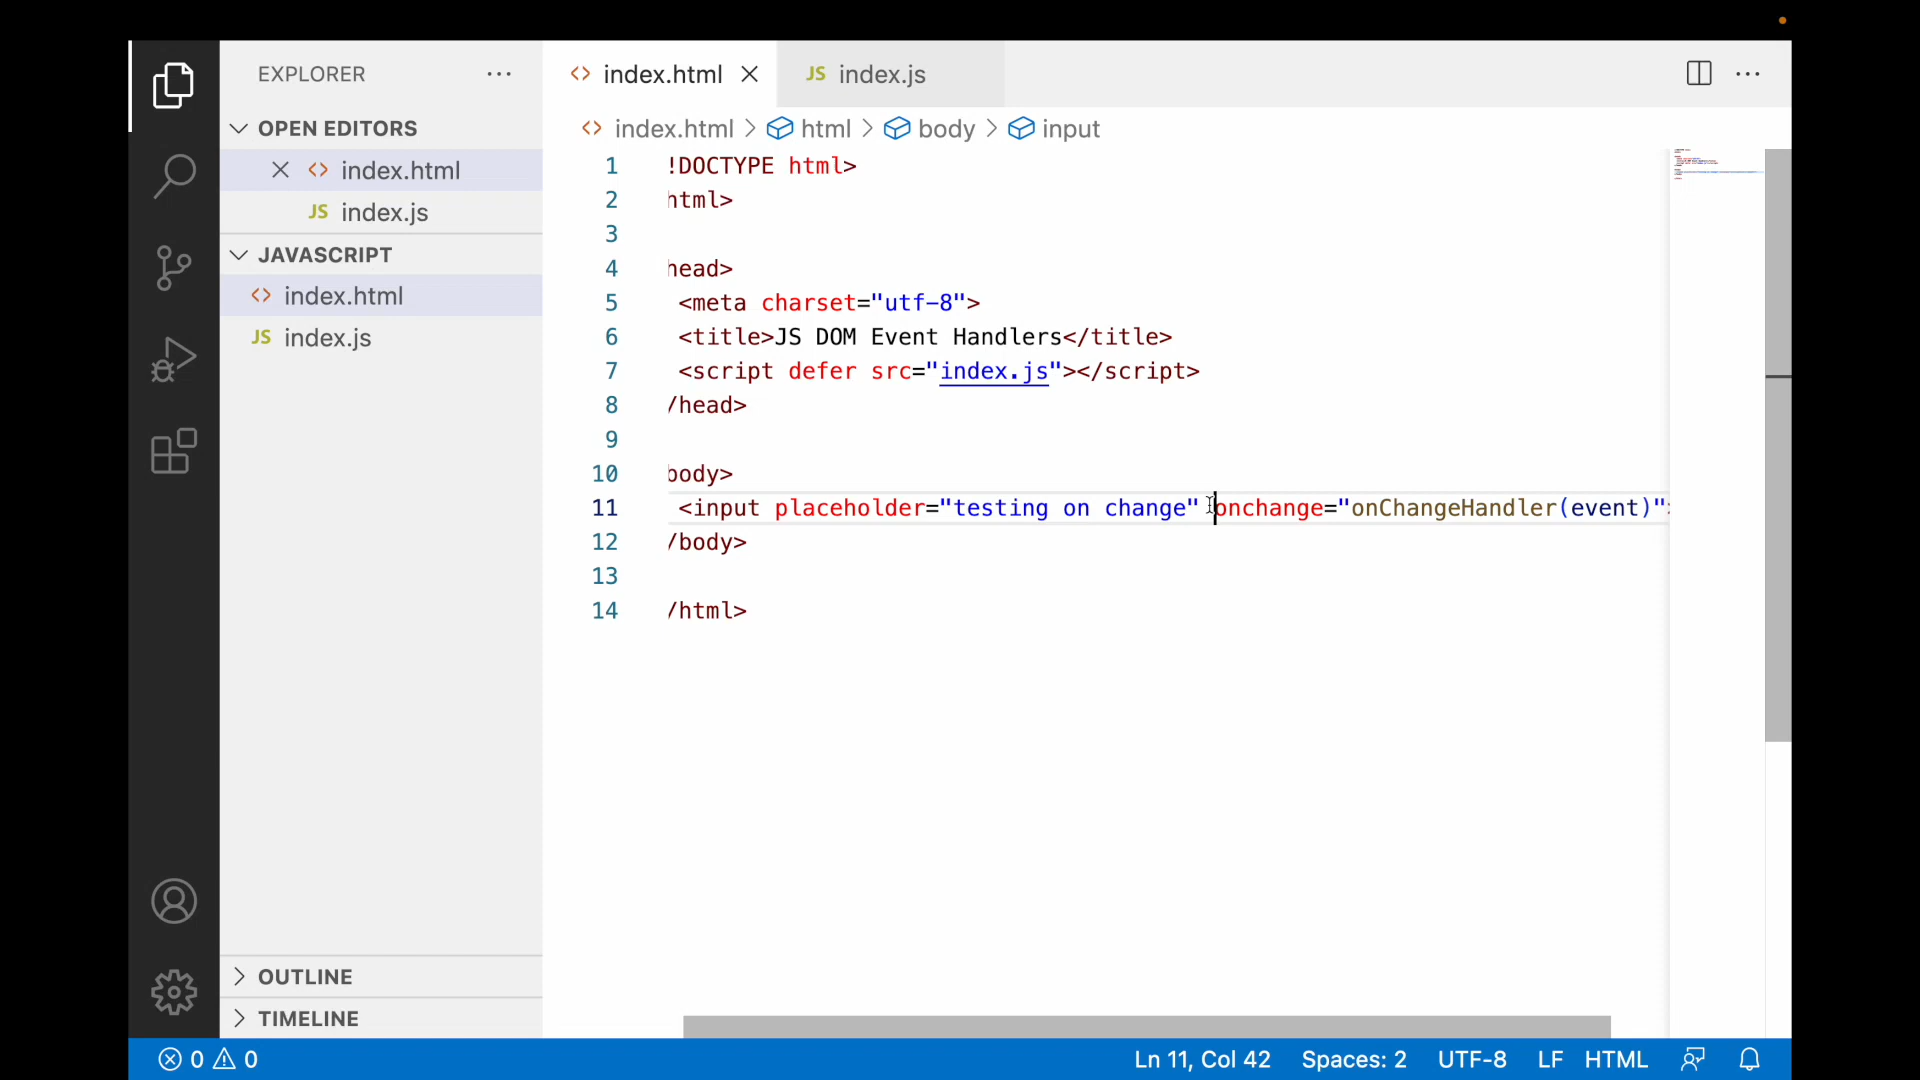 EXPLORER
OPEN EDITORS
index.html
JS index.js
JAVASCRIPT
index.html
JS index.js
OUTLINE
TIMELINE
index.html
JS index.js
index.html > html > body > input
1 !DOCTYPE html>
2 html>
3
4 head>
5 <meta charset="utf-8">
6 <title>JS DOM Event Handlers</title>
7 <script defer src="index.js"></script>
8 /head>
9
10 body>
11 <input placeholder="testing on change" onchange="onChangeHandler(event)">
12 /body>
13
14 /html>
0 0
Ln 11, Col 42 Spaces: 2 UTF-8 LF HTML